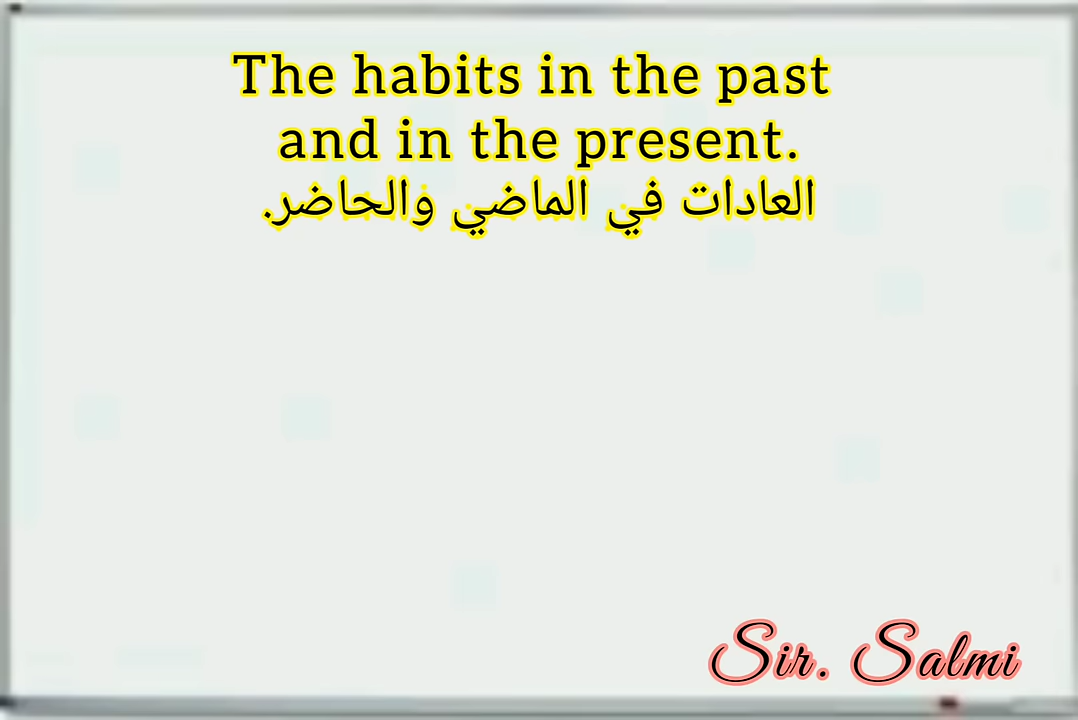 The habits in the past
and in the present.
العادات في الماضي والحاضر.
Sir. Salmi